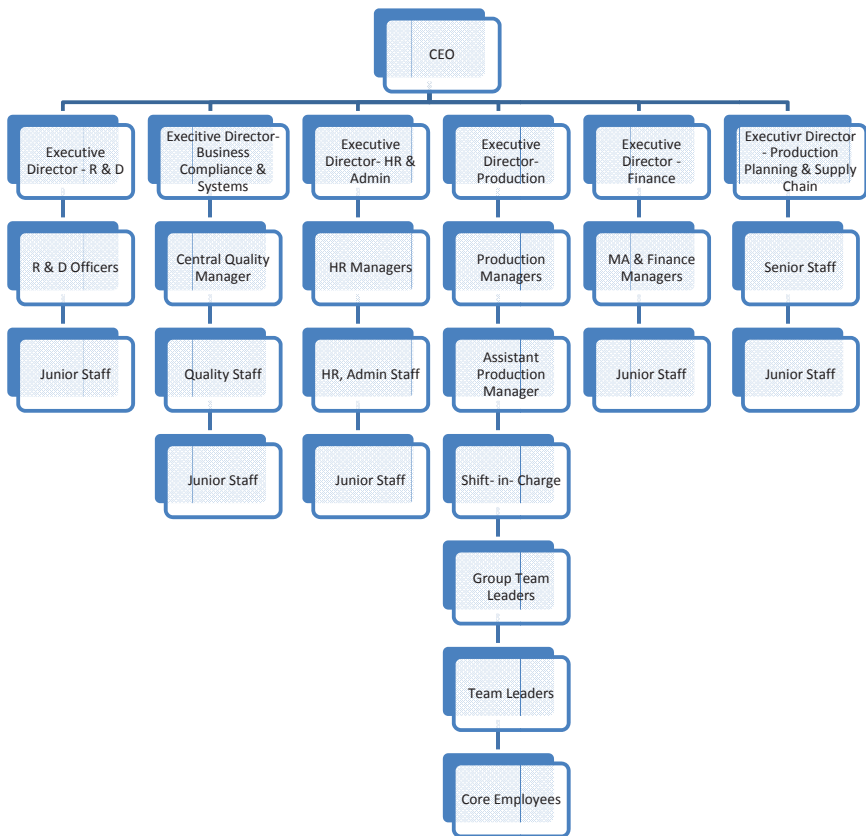 CEO
Executive
Director - R & D
Execitive Director-
Business
Compliance &
Systems
Executive
Director- HR &
Admin
Executive
Director-
Production
Executive
Director -
Finance
Executivr Director
- Production
Planning & Supply
Chain
R & D Officers
Central Quality
Manager
HR Managers
Production
Managers
MA & Finance
Managers
Senior Staff
Junior Staff
Quality Staff
HR, Admin Staff
Assistant
Production
Manager
Junior Staff
Junior Staff
Junior Staff
Junior Staff
Shift- in- Charge
Group Team
Leaders
Team Leaders
Core Employees